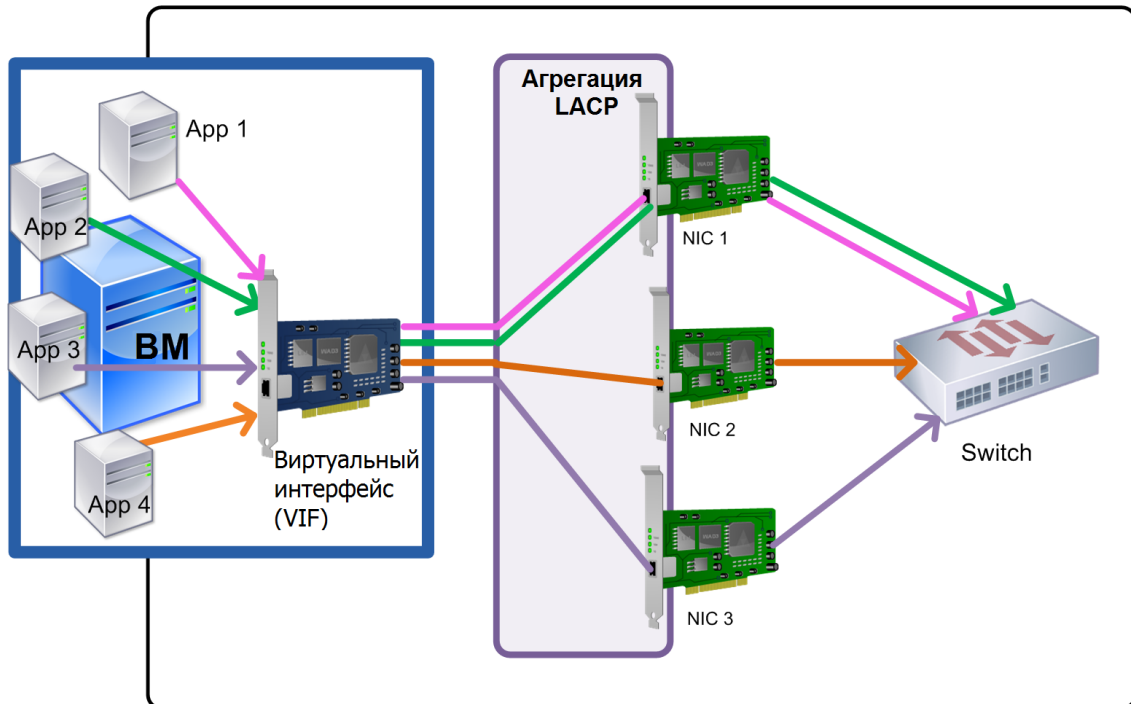 Агрегация
LACP
App 1
App 2
NIC 1
App 3
ВМ
NIC 2
Switch
Виртуальный
интерфейс
(VIF)
App 4
NIC 3